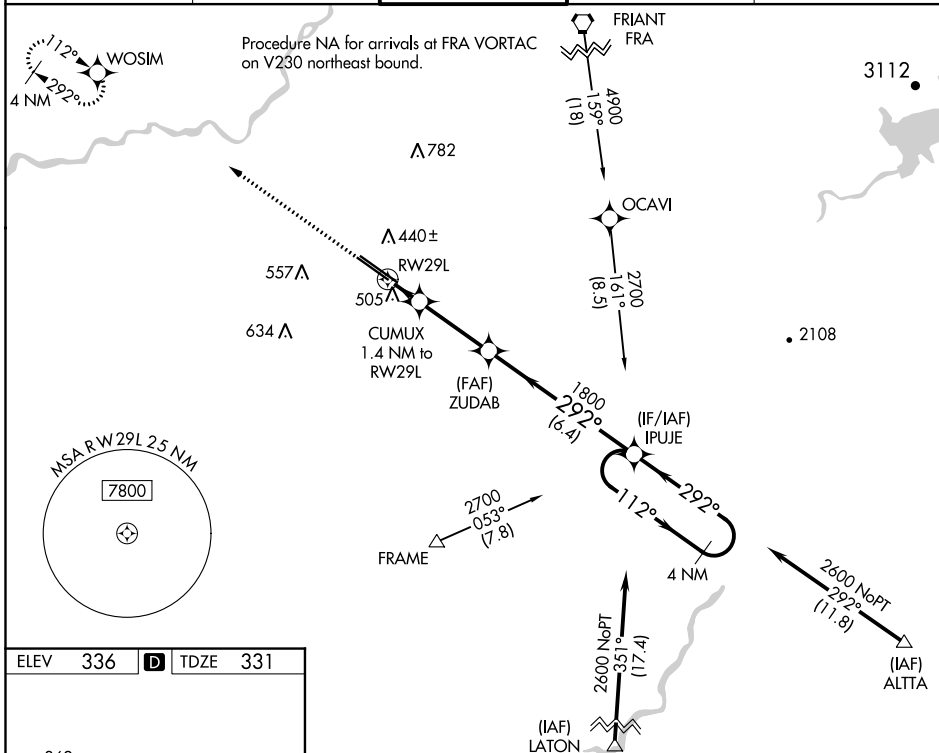 112°
WOSIM
292°
4 NM
Procedure NA for arrivals at FRA VORTAC
on V230 northeast bound.
FRIANT
FRA
3112
4900
159°
(18)
782
OCAVI
440±
RW29L
557
505
2700
161°
(8.5)
634
CUMUX
1.4 NM to
RW29L
2108
(FAF)
ZUDAB
1800
292°
(6.4)
(IF/IAF)
IPUJE
MSA RW29L 25 NM
7800
292°
112°
2700
053°
(7.8)
FRAME
4 NM
2600 NoPT
292°
(11.8)
2600 NoPT
351°
(17.4)
(IAF)
ALTTA
ELEV 336 D TDZE 331
(IAF)
LATON